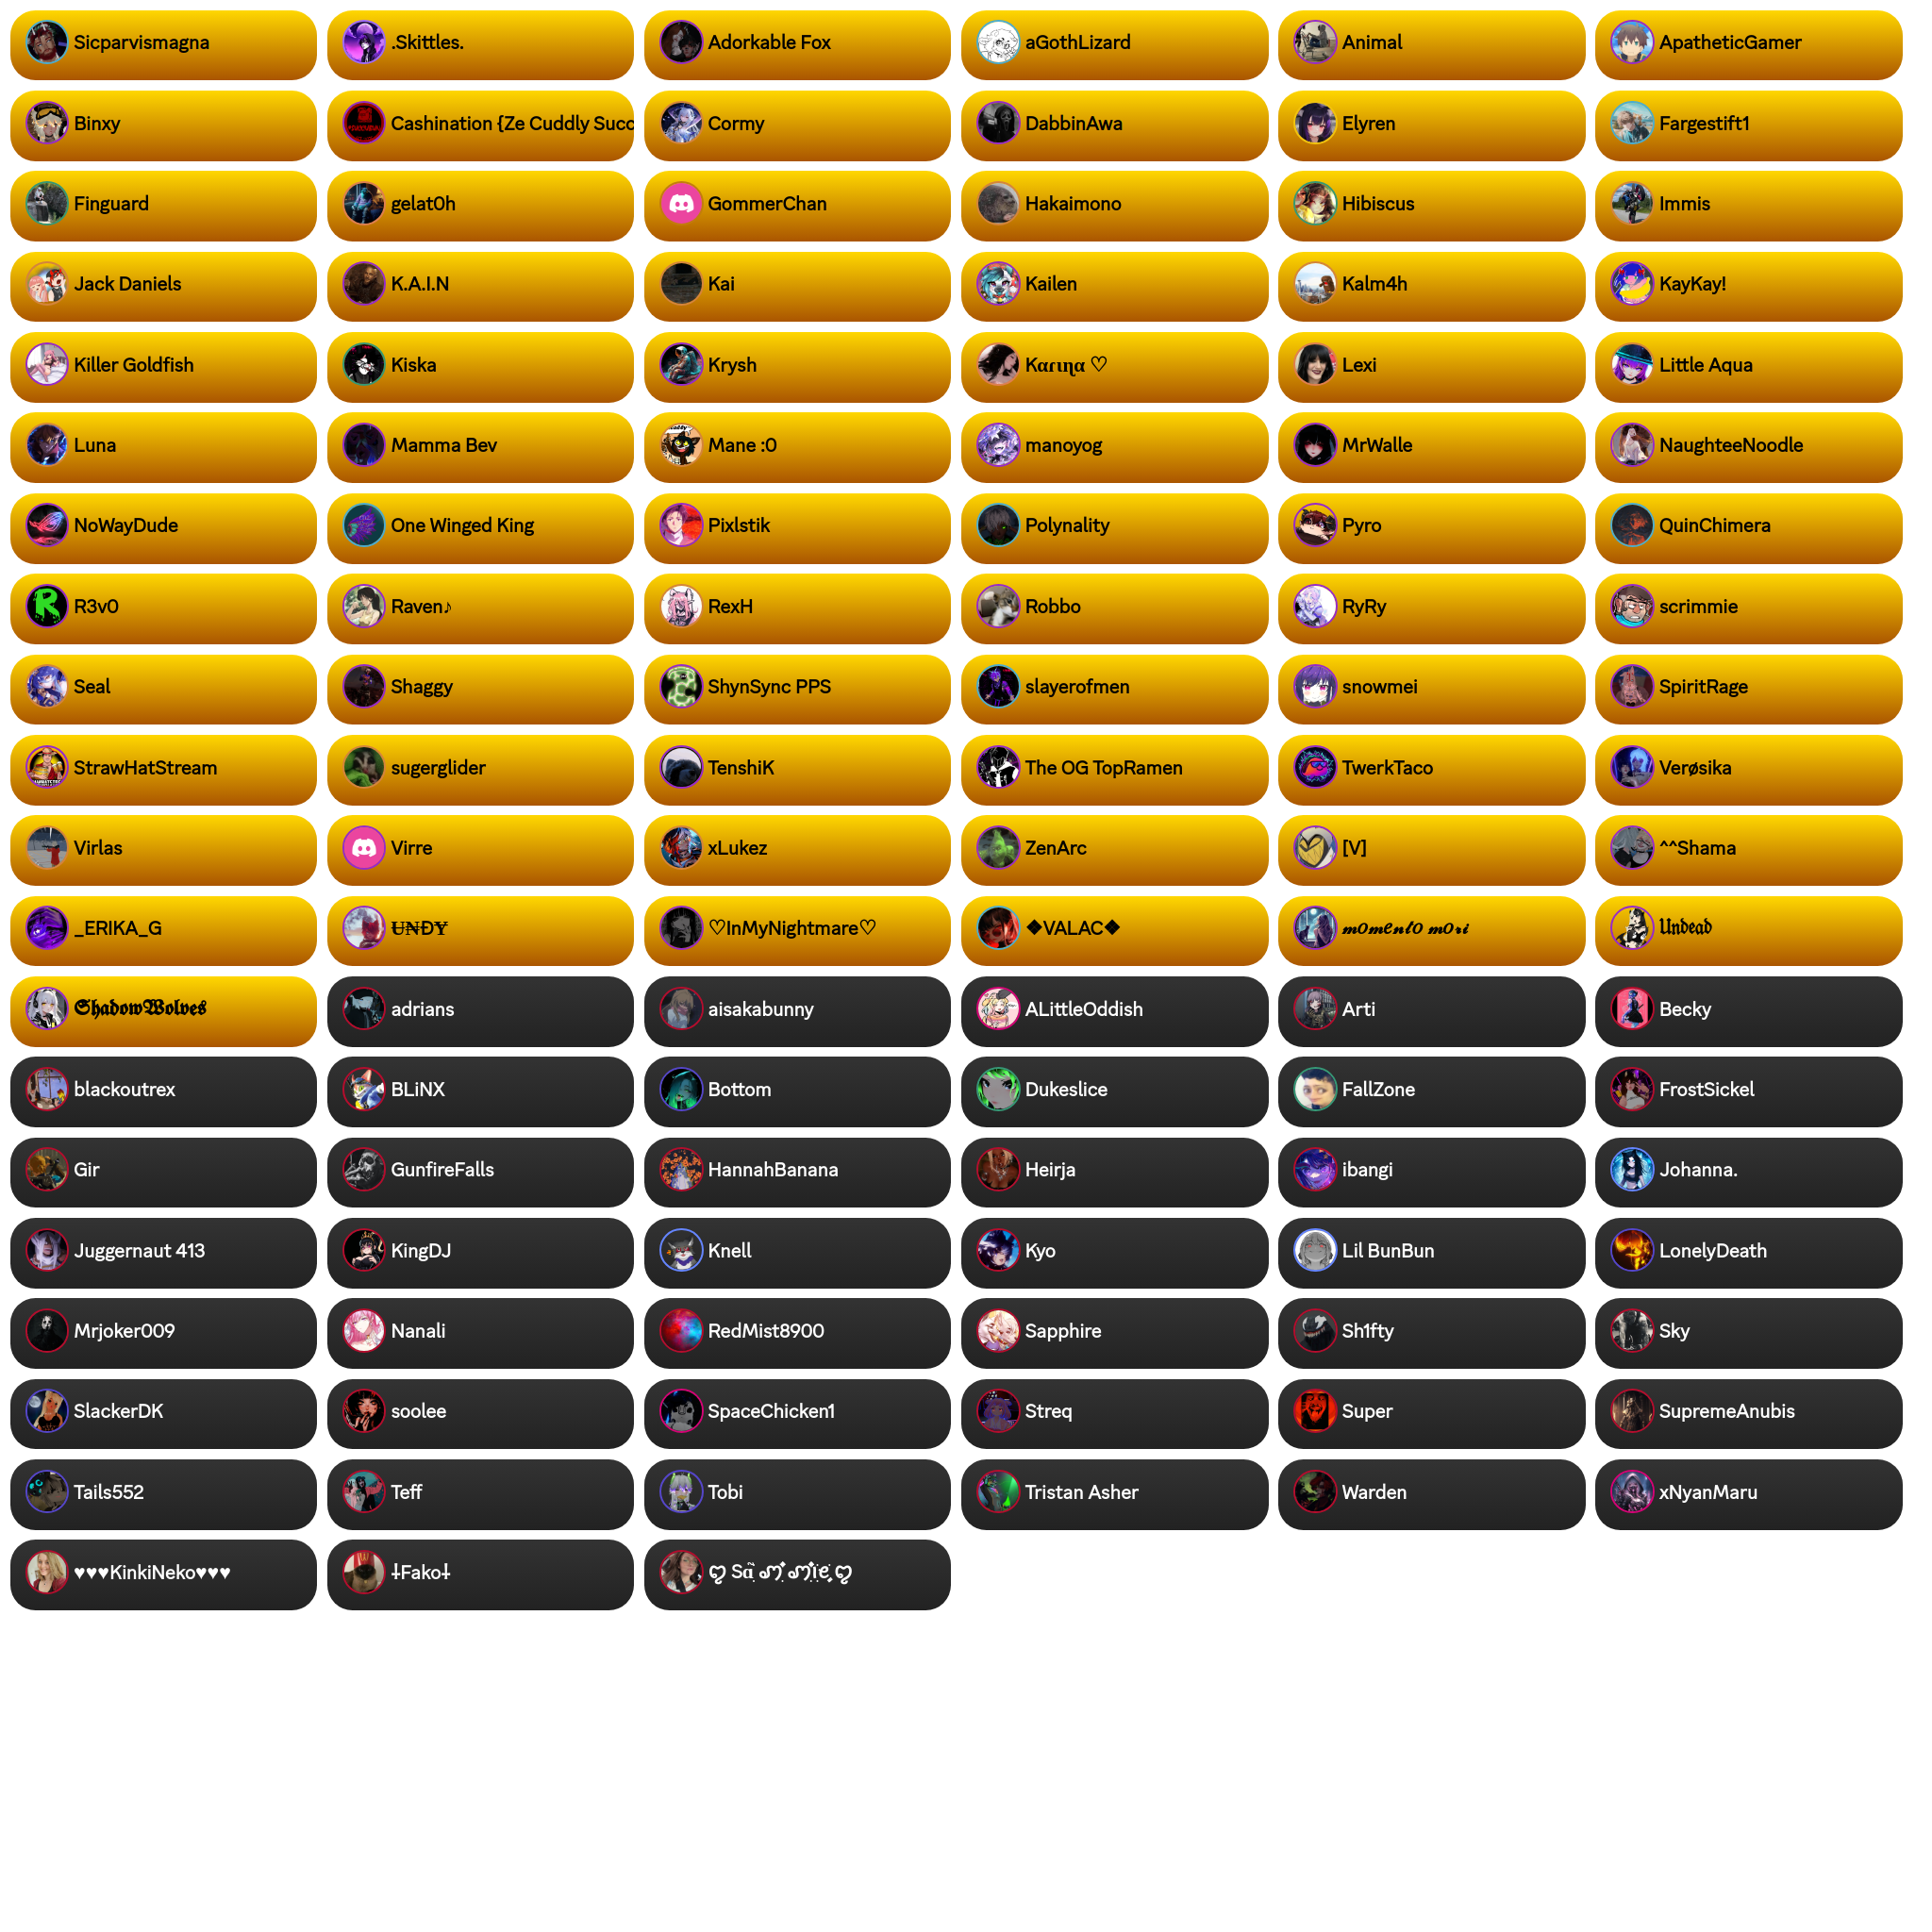 Sicparvismagna
.Skittles.
Adorkable Fox
aGothLizard
Animal
ApatheticGamer
Binxy
Cashination {Ze Cuddly Succ
Cormy
DabbinAwa
Elyren
Fargestift1
Finguard
gelat0h
GommerChan
Hakaimono
Hibiscus
Immis
Jack Daniels
K.A.I.N
Kai
Kailen
Kalm4h
KayKay!
Killer Goldfish
Kiska
Krysh
Kαɾιɳα ♡
Lexi
Little Aqua
Luna
Mamma Bev
Mane :0
manoyog
MrWalle
NaughteeNoodle
NoWayDude
One Winged King
Pixlstik
Polynality
Pyro
QuinChimera
R3v0
Raven♪
RexH
Robbo
RyRy
scrimmie
Seal
Shaggy
ShynSync PPS
slayerofmen
snowmei
SpiritRage
StrawHatStream
sugerglider
TenshiK
The OG TopRamen
TwerkTaco
Verøsika
Virlas
Virre
xLukez
ZenArc
[V]
^^Shama
_ERIKA_G
U̶₦ĐɎ
♡InMyNightmare♡
❖VALAC❖
𝓶𝓸𝓶𝓮𝓷𝓽𝓸 𝓶𝓸𝓻𝓲
𝔘𝔫𝔡𝔢𝔞𝔡
𝕾𝖍𝖆𝖉𝖔𝖜𝖂𝖔𝖑𝖛𝖊𝖘
adrians
aisakabunny
ALittleOddish
Arti
Becky
blackoutrex
BLiNX
Bottom
Dukeslice
FallZone
FrostSickel
Gir
GunfireFalls
HannahBanana
Heirja
ibangi
Johanna.
Juggernaut 413
KingDJ
Knell
Kyo
Lil BunBun
LonelyDeath
Mrjoker009
Nanali
RedMist8900
Sapphire
Sh1fty
Sky
SlackerDK
soolee
SpaceChicken1
Streq
Super
SupremeAnubis
Tails552
Teff
Tobi
Tristan Asher
Warden
xNyanMaru
♥♥♥KinkiNeko♥♥♥
⸸Fako⸸